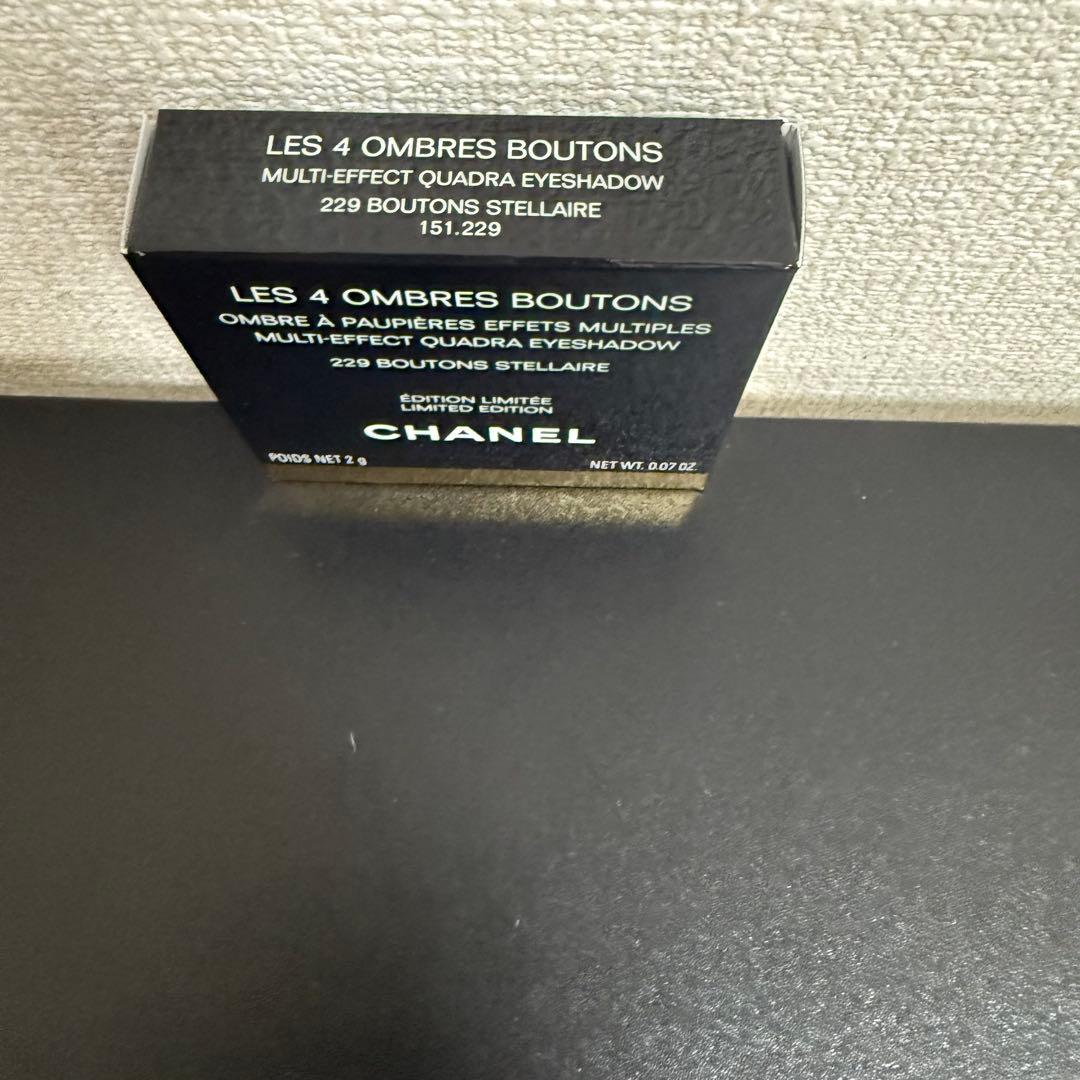 LES 4 OMBRES BOUTONS
MULTI-EFFECT QUADRA EYESHADOW
229 BOUTONS STELLAIRE
151.229
LES 4 OMBRES BOUTONS
OMBRE À PAUPIÈRES EFFETS MULTIPLES
MULTI-EFFECT QUADRA EYESHADOW
229 BOUTONS STELLAIRE
ÉDITION LIMITÉE
LIMITED EDITION
CHANEL
POIDS NET 2 g NET WT. 0.07 OZ.